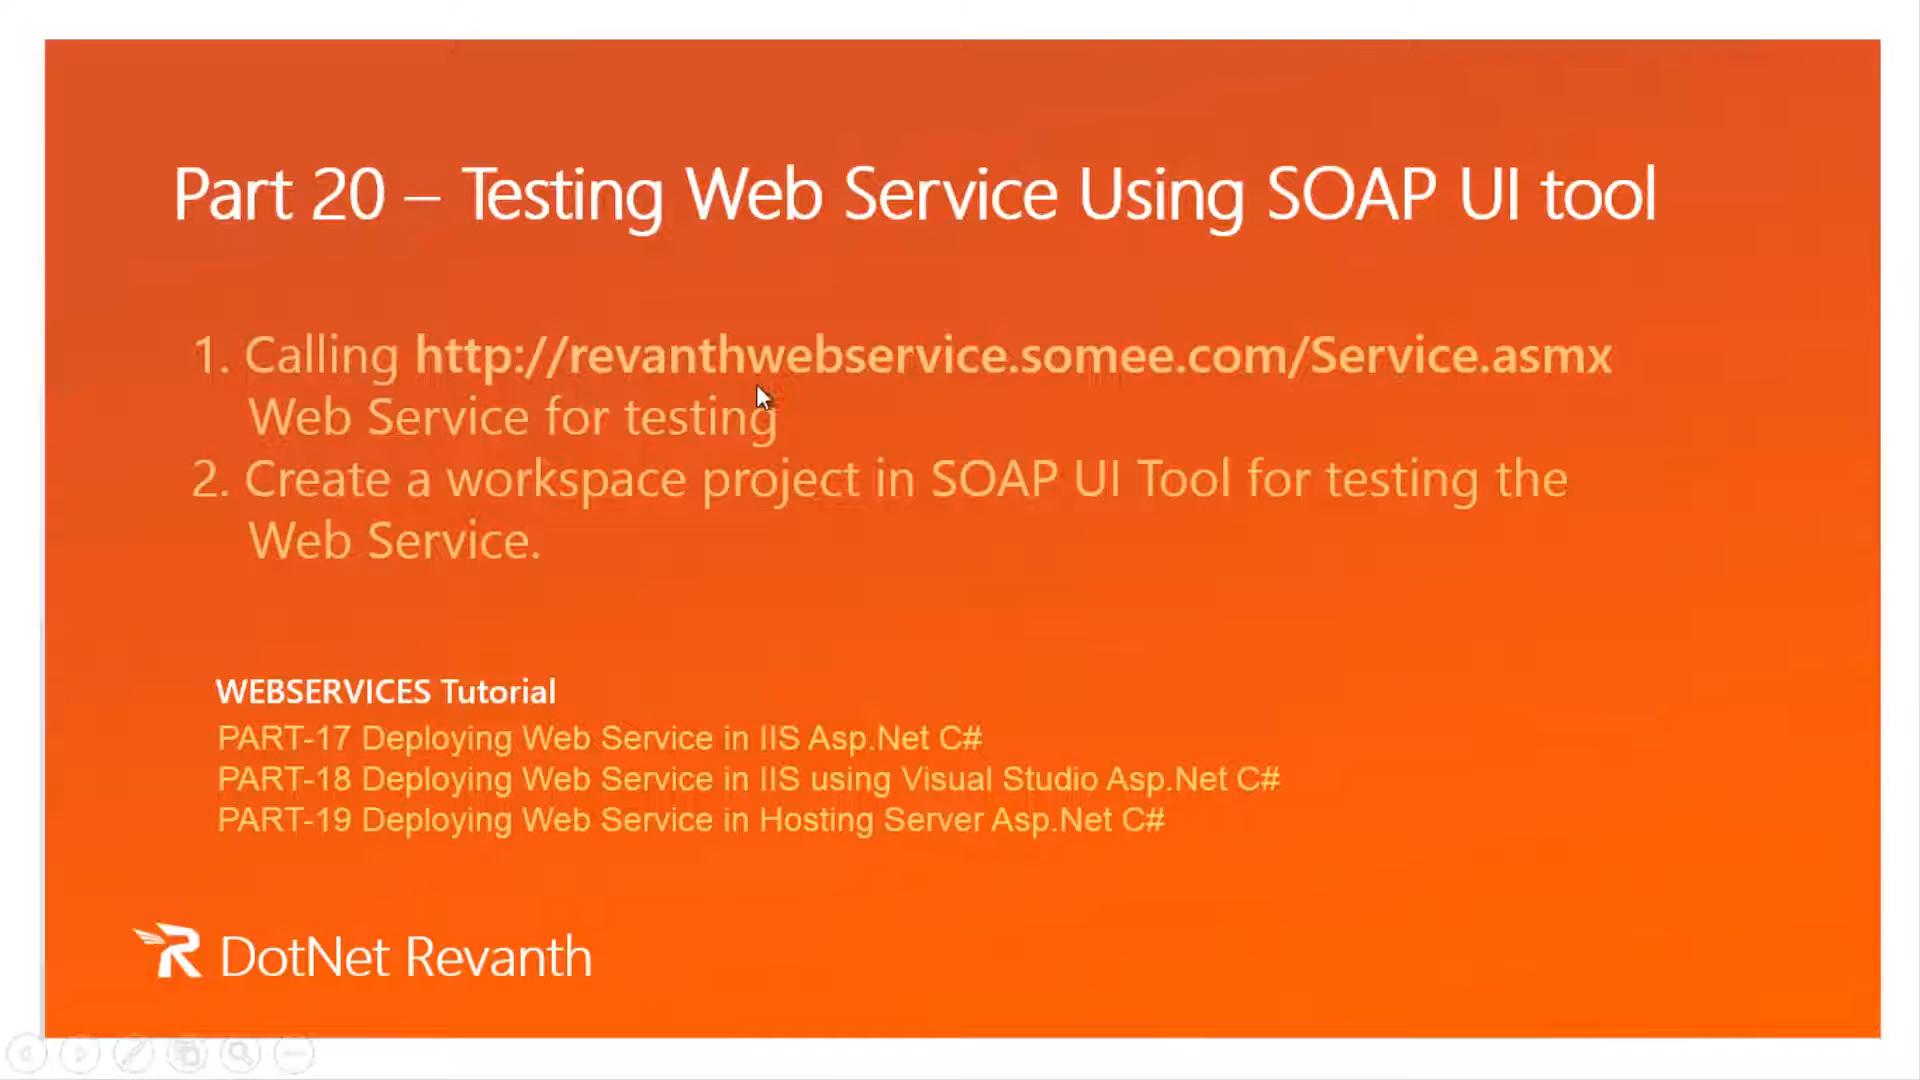 Part 20 – Testing Web Service Using SOAP UI tool
1. Calling http://revanthwebservice.somee.com/Service.asmx
Web Service for testing
2. Create a workspace project in SOAP UI Tool for testing the
Web Service.
WEBSERVICES Tutorial
PART-17 Deploying Web Service in IIS Asp.Net C#
PART-18 Deploying Web Service in IIS using Visual Studio Asp.Net C#
PART-19 Deploying Web Service in Hosting Server Asp.Net C#
R DotNet Revanth